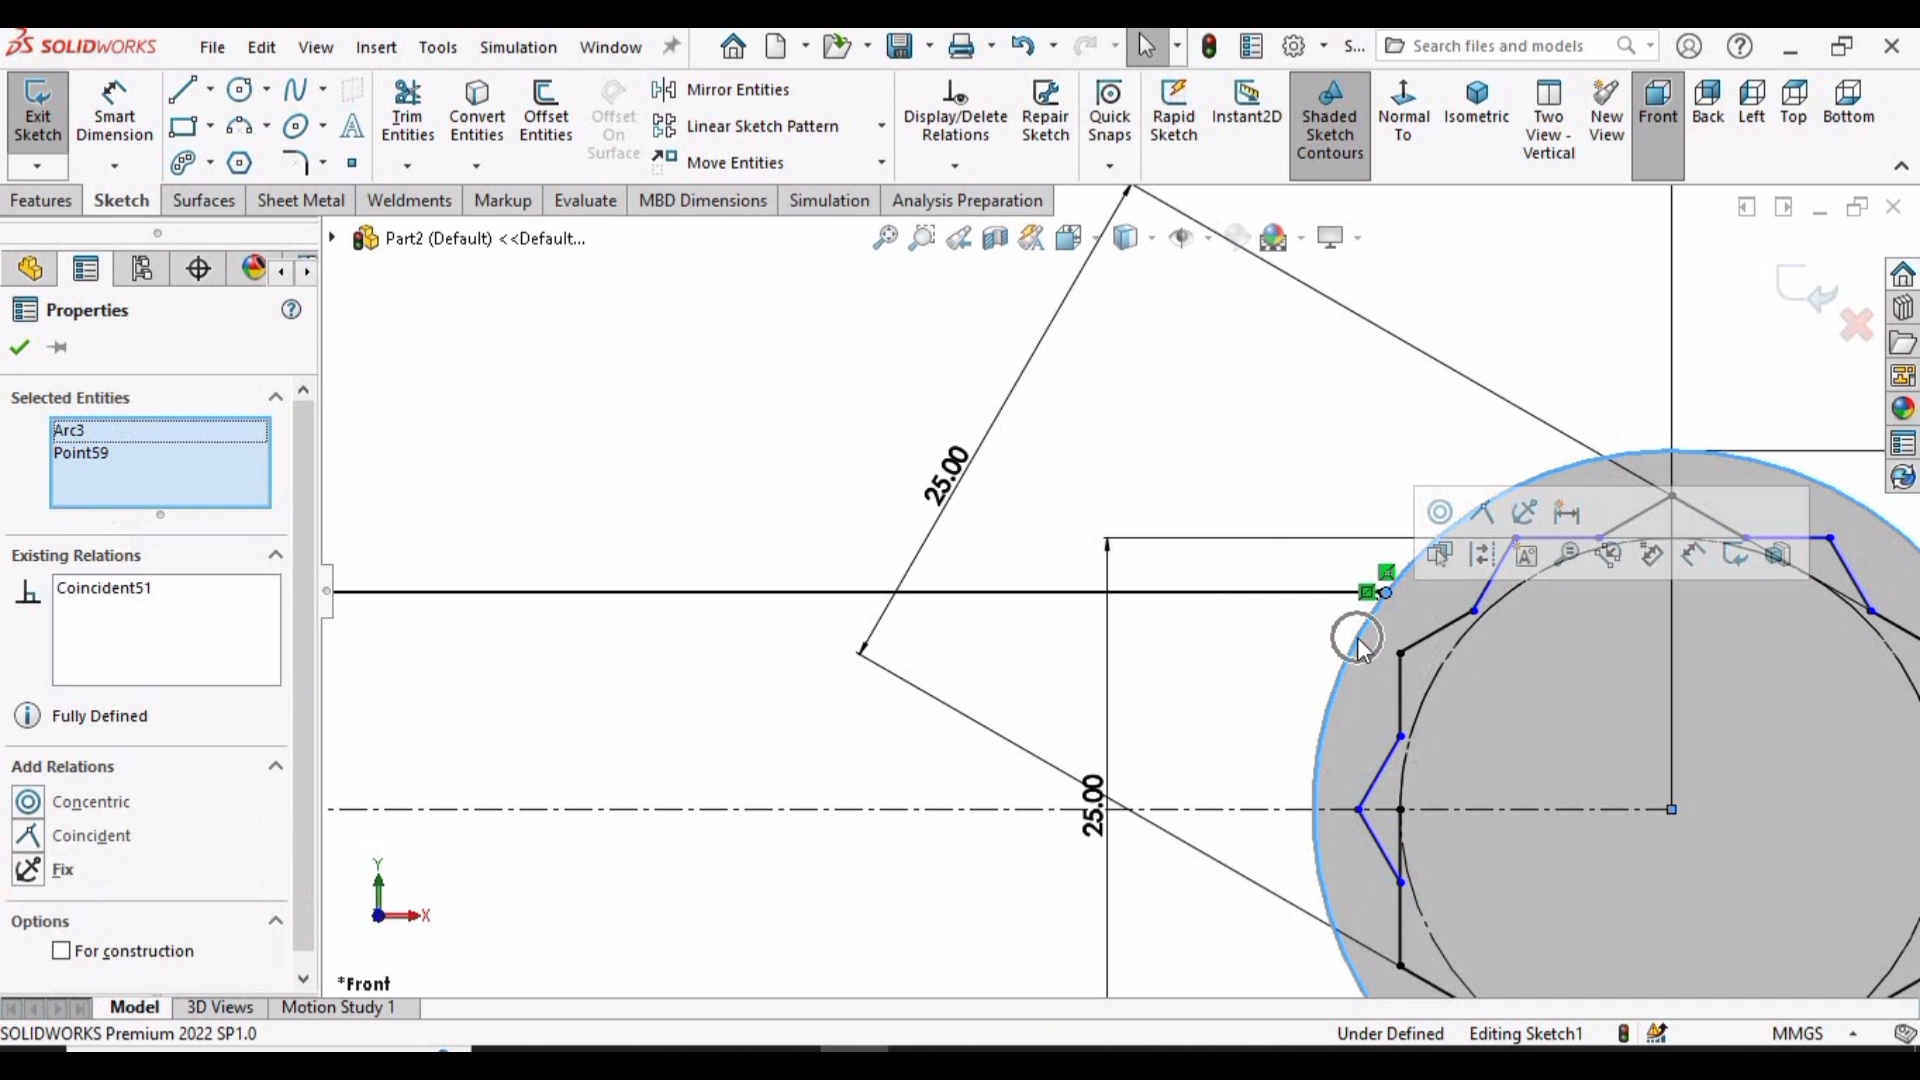 SOLIDWORKS File Edit View Insert Tools Simulation Window S... Search files and models
Exit Sketch
Smart Dimension
Trim Entities
Convert Entities
Offset Entities
Offset On Surface
Mirror Entities
Linear Sketch Pattern
Move Entities
Display/Delete Relations
Repair Sketch
Quick Snaps
Rapid Sketch
Instant2D
Shaded Sketch Contours
Normal To
Isometric
Two View - Vertical
New View
Front
Back
Left
Top
Bottom
Features Sketch Surfaces Sheet Metal Weldments Markup Evaluate MBD Dimensions Simulation Analysis Preparation
Part2 (Default) <<Default...
Properties
Selected Entities
Arc3
Point59
Existing Relations
Coincident51
Fully Defined
Add Relations
Concentric
Coincident
Fix
Options
For construction
25.00
25.00
Y
X
*Front
Model 3D Views Motion Study 1
SOLIDWORKS Premium 2022 SP1.0 Under Defined Editing Sketch1 MMGS